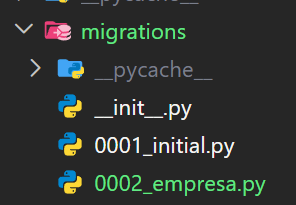 migrations
__pycache__
__init__.py
0001_initial.py
0002_empresa.py